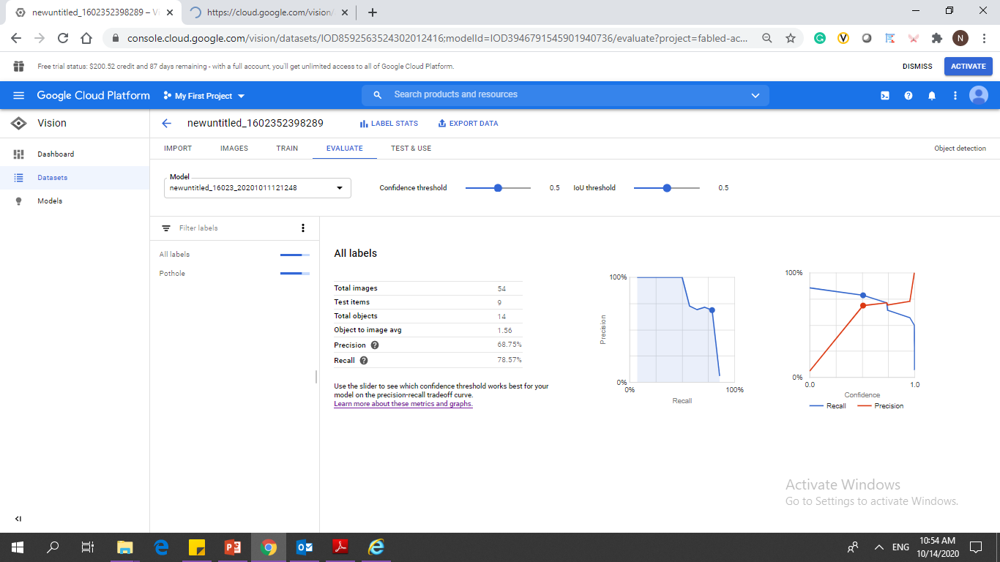 newuntitled_1602352398289 – V
https://cloud.google.com/vision/
console.cloud.google.com/vision/datasets/IOD8592563524302012416;modelId=IOD3946791545901940736/evaluate?project=fabled-ac...
N
Free trial status: $200.52 credit and 87 days remaining - with a full account, you'll get unlimited access to all of Google Cloud Platform.
DISMISS
ACTIVATE
Google Cloud Platform
My First Project
Search products and resources
Vision
newuntitled_1602352398289
LABEL STATS
EXPORT DATA
Dashboard
Datasets
Models
IMPORT
IMAGES
TRAIN
EVALUATE
TEST & USE
Object detection
Model
newuntitled_16023_20201011121248
Confidence threshold
0.5
IoU threshold
0.5
Filter labels
All labels
Pothole
All labels
Total images 54
Test items 9
Total objects 14
Object to image avg 1.56
Precision 68.75%
Recall 78.57%
Use the slider to see which confidence threshold works best for your
model on the precision-recall tradeoff curve.
Learn more about these metrics and graphs.
100%
Precision
0%
0%
100%
Recall
100%
0%
0.0
1.0
Confidence
Recall
Precision
Activate Windows
Go to Settings to activate Windows.
ENG
10:54 AM
10/14/2020